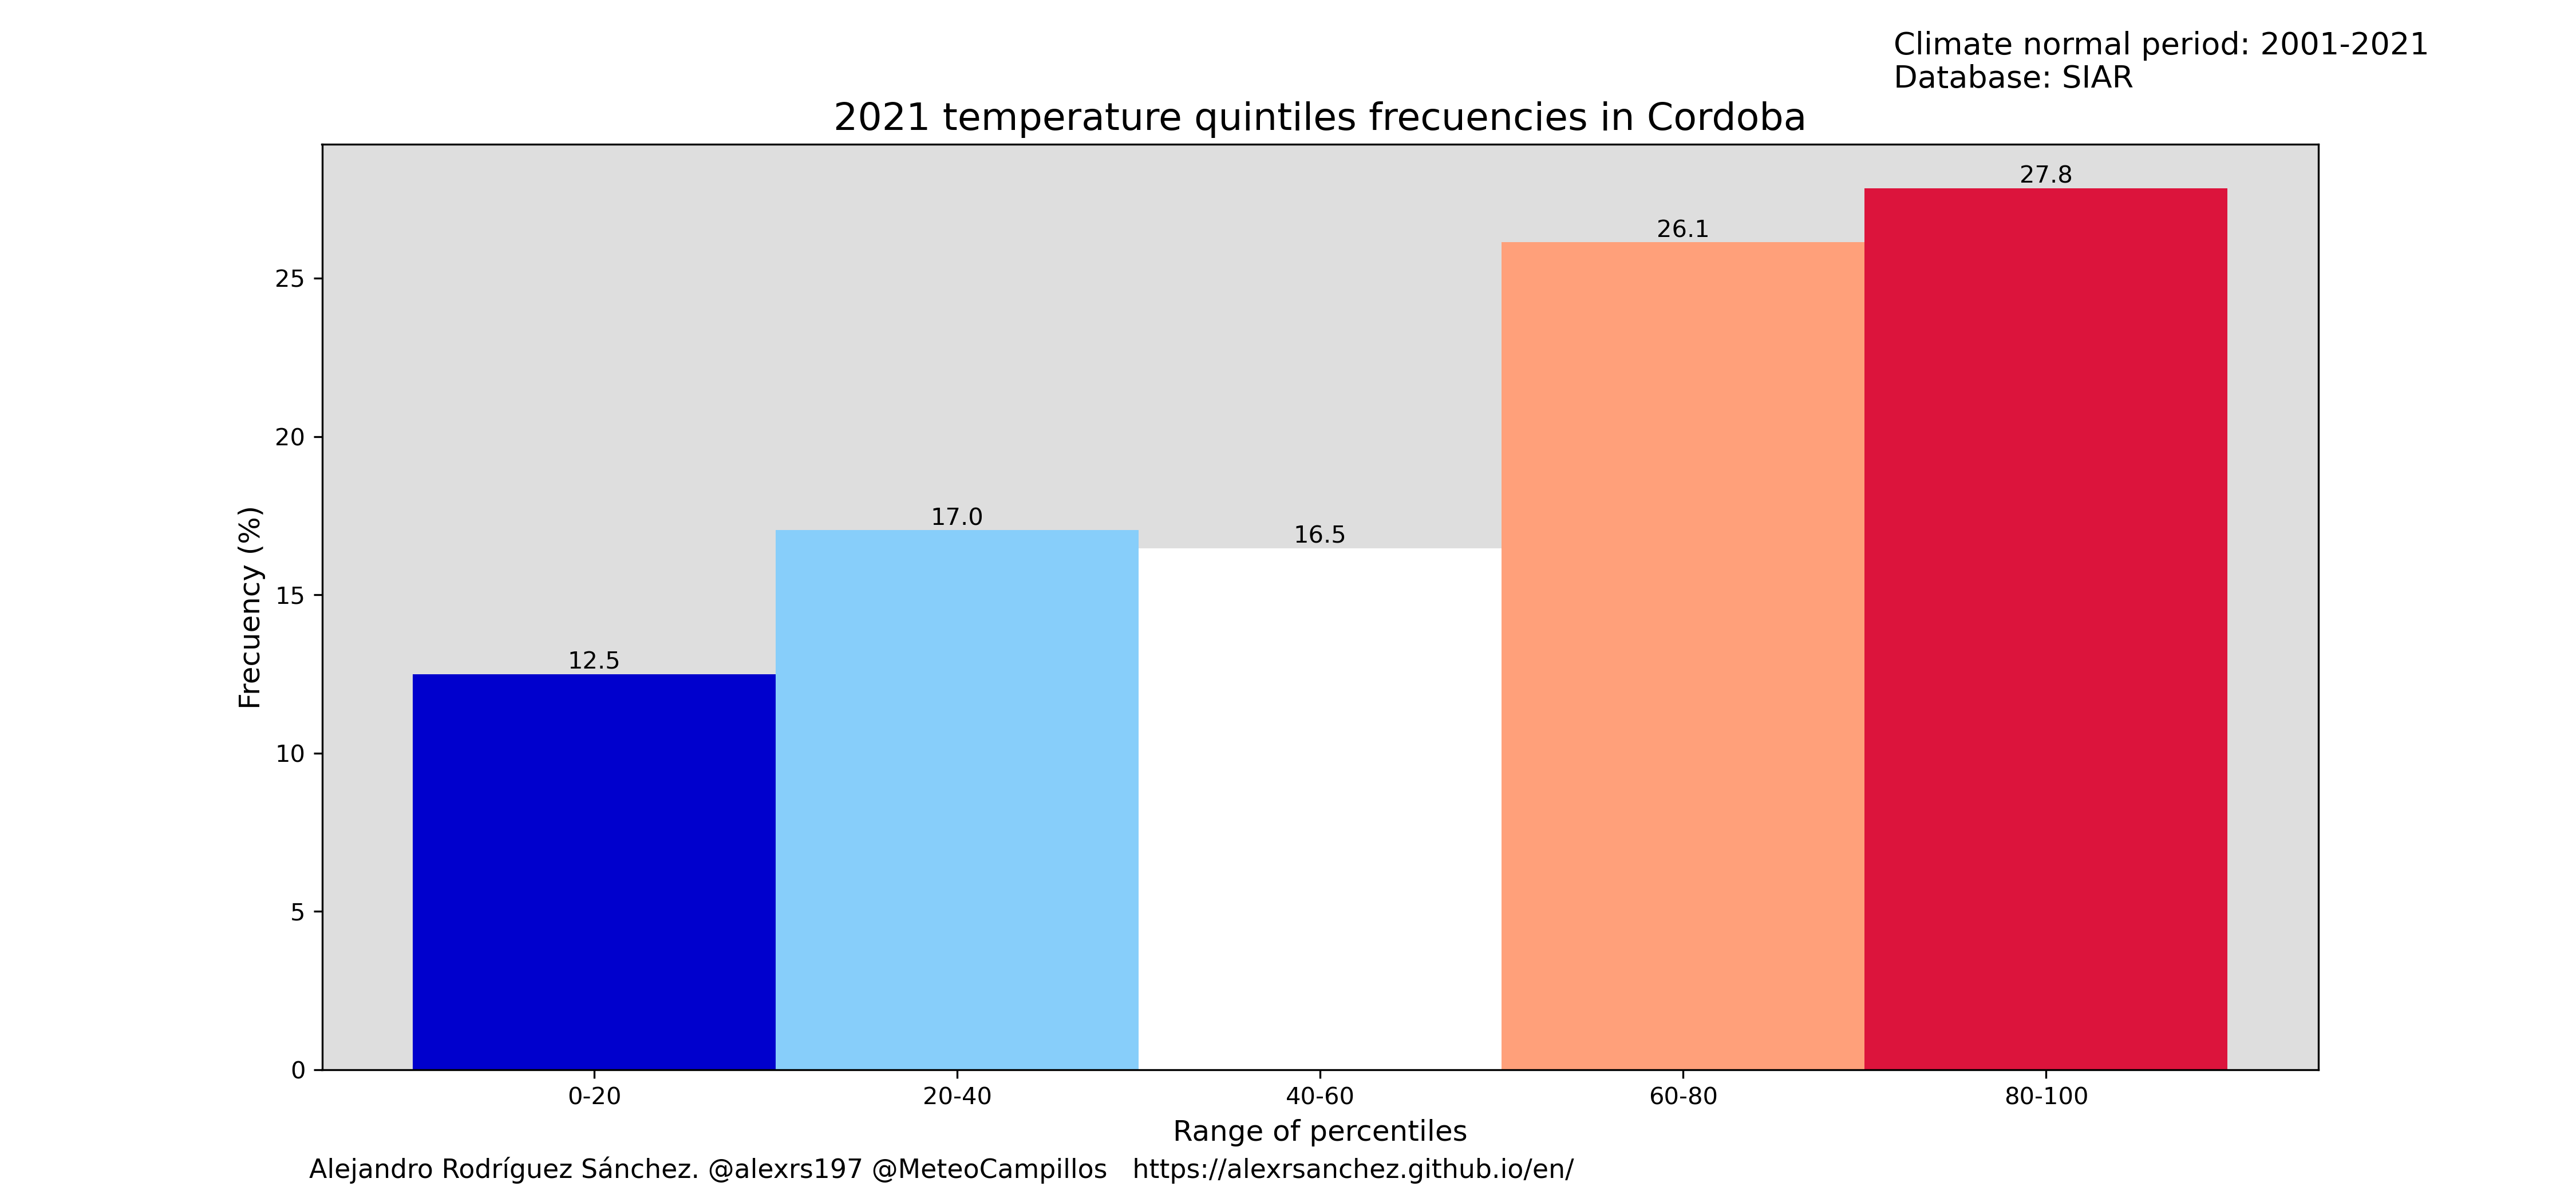 Climate normal period: 2001-2021
Database: SIAR
2021 temperature quintiles frecuencies in Cordoba
Frecuency (%)
25
20
15
10
5
0
12.5
17.0
16.5
26.1
27.8
0-20
20-40
40-60
60-80
80-100
Range of percentiles
Alejandro Rodríguez Sánchez. @alexrs197 @MeteoCampillos https://alexrsanchez.github.io/en/